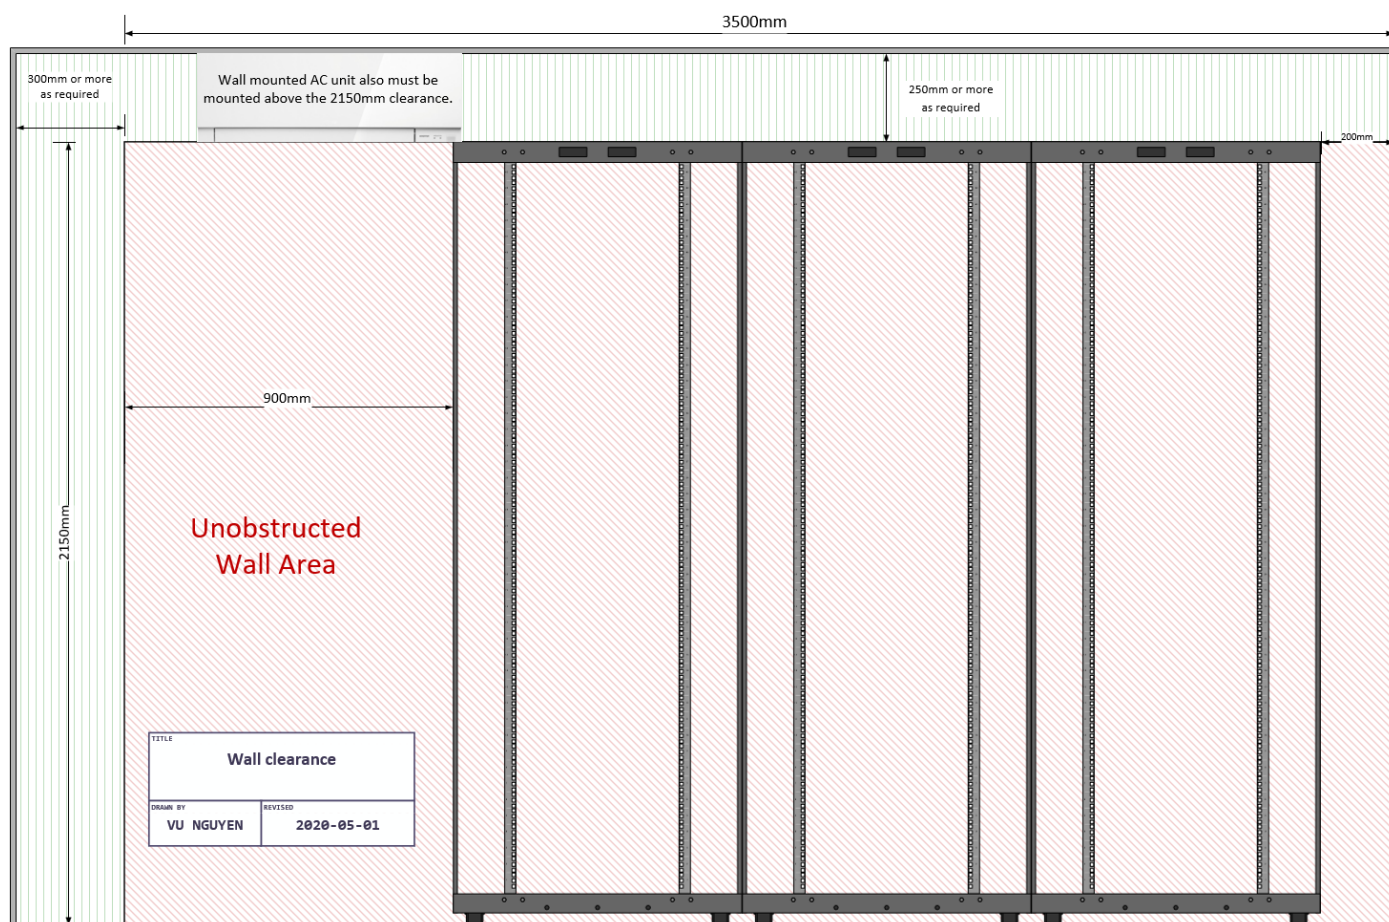 3500mm
300mm or more
as required
Wall mounted AC unit also must be
mounted above the 2150mm clearance.
250mm or more
as required
200mm
900mm
2150mm
Unobstructed
Wall Area
TITLE
Wall clearance
DRAWN BY
VU NGUYEN
REVISED
2020-05-01